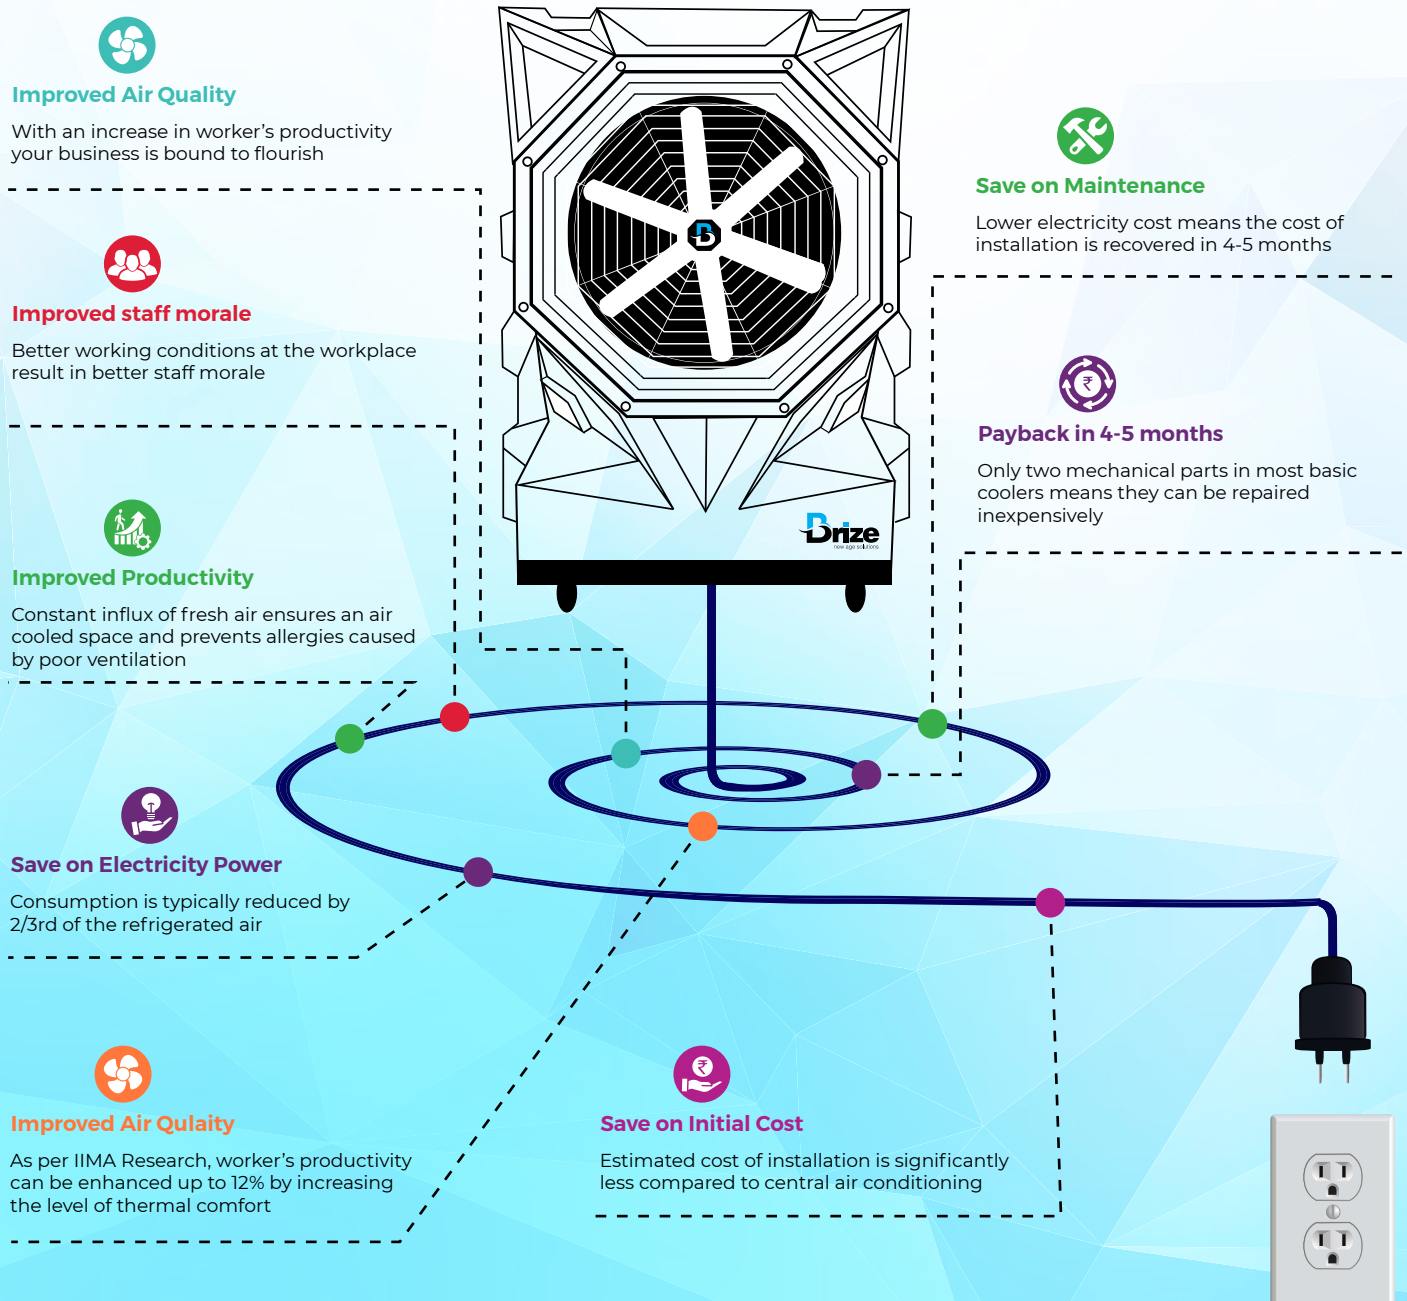 Improved Air Quality
With an increase in worker's productivity
your business is bound to flourish
Improved staff morale
Better working conditions at the workplace
result in better staff morale
Improved Productivity
Constant influx of fresh air ensures an air
cooled space and prevents allergies caused
by poor ventilation
Save on Electricity Power
Consumption is typically reduced by
2/3rd of the refrigerated air
Improved Air Qulaity
As per IIMA Research, worker's productivity
can be enhanced up to 12% by increasing
the level of thermal comfort
B
Brize
new age solutions
Save on Maintenance
Lower electricity cost means the cost of
installation is recovered in 4-5 months
₹
Payback in 4-5 months
Only two mechanical parts in most basic
coolers means they can be repaired
inexpensively
₹
Save on Initial Cost
Estimated cost of installation is significantly
less compared to central air conditioning